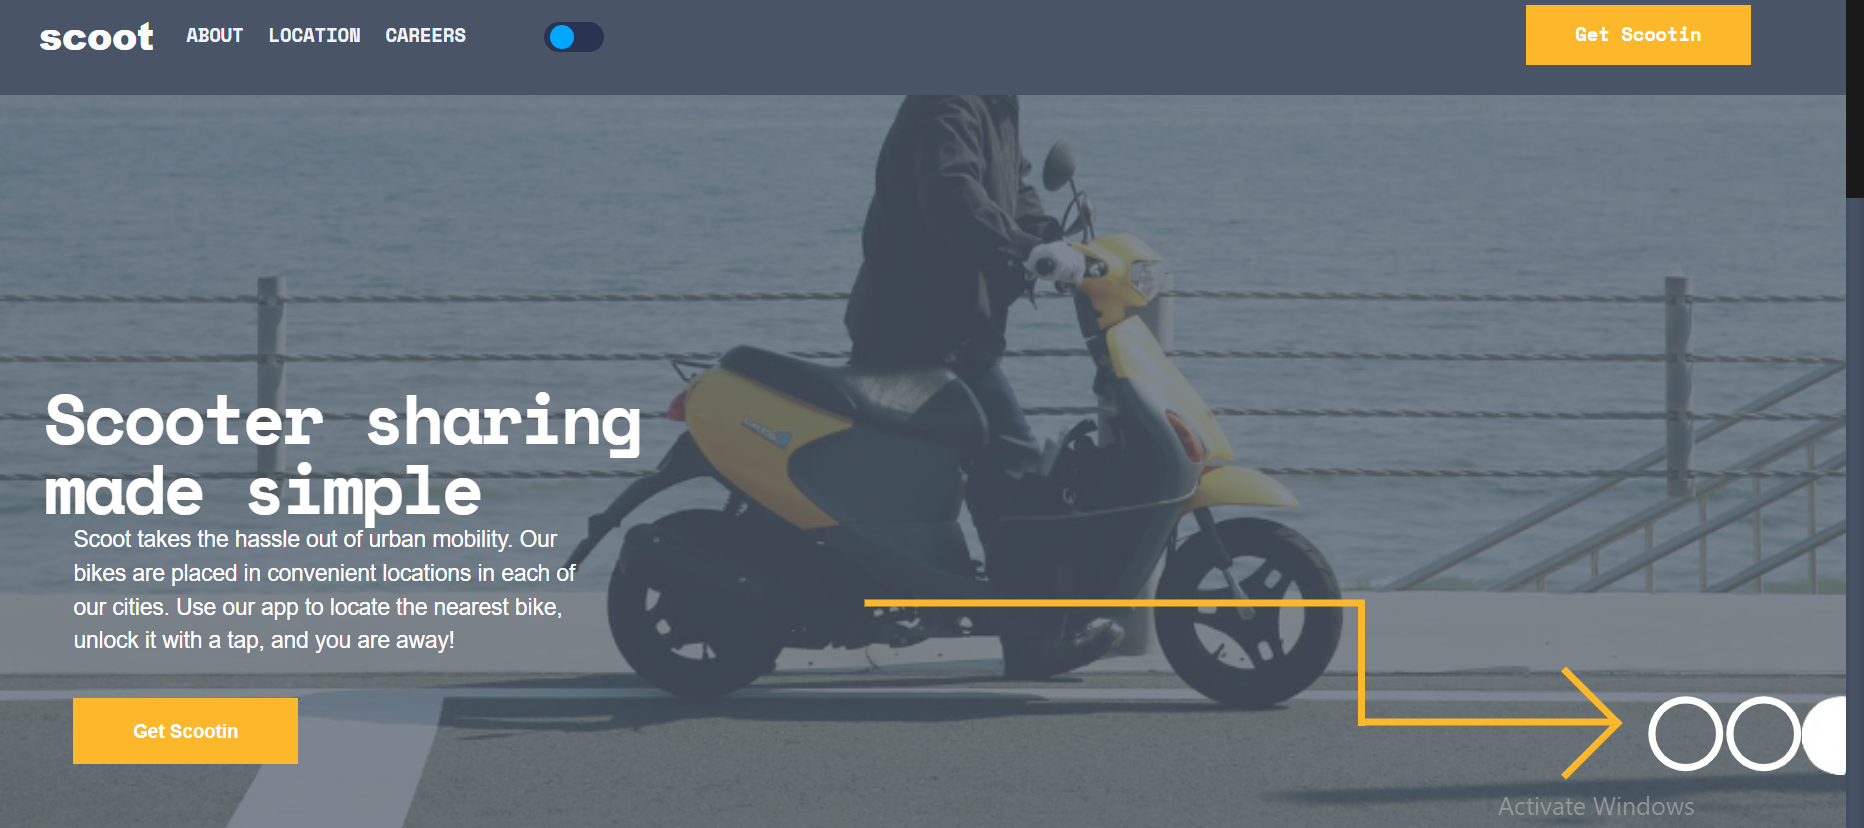 scoot ABOUT LOCATION CAREERS Get Scootin
Scooter sharing
made simple
Scoot takes the hassle out of urban mobility. Our
bikes are placed in convenient locations in each of
our cities. Use our app to locate the nearest bike,
unlock it with a tap, and you are away!
Get Scootin
Activate Windows